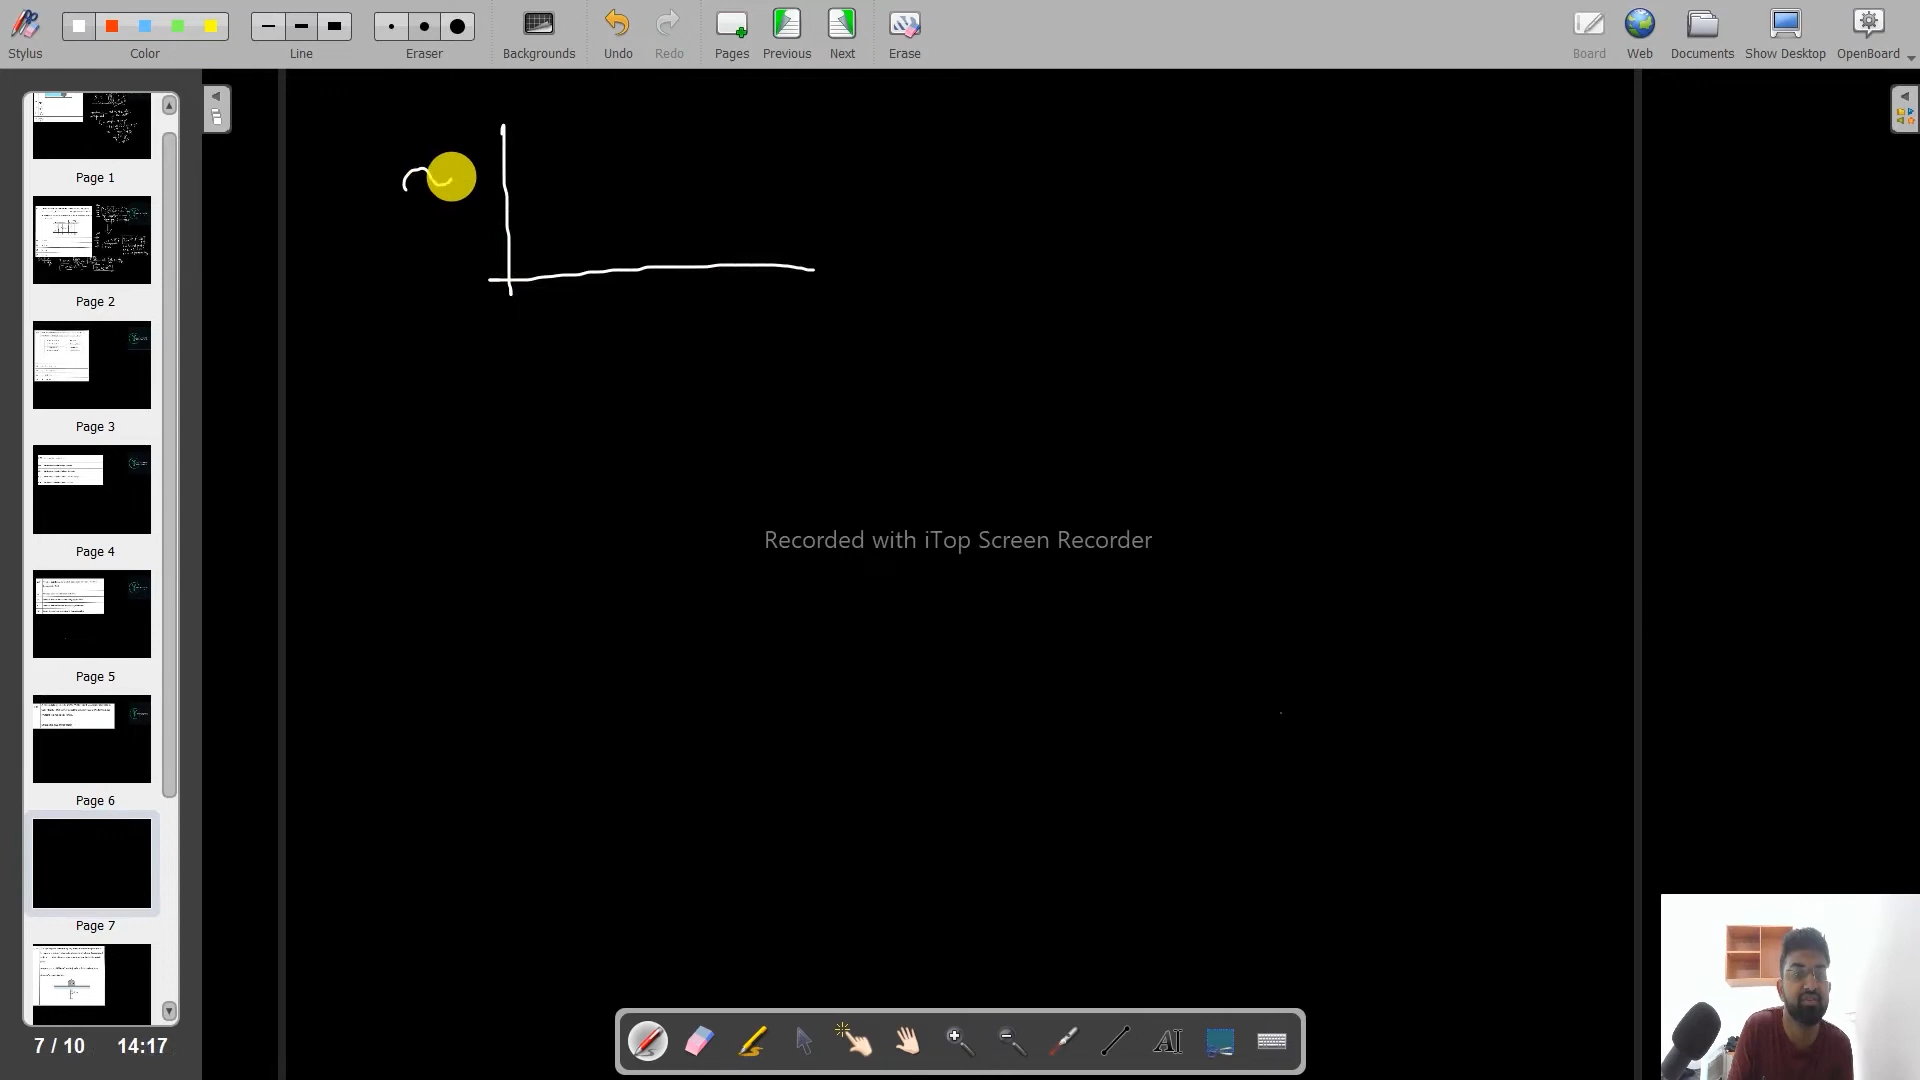 Stylus
Color
Line
Eraser
Backgrounds
Undo
Redo
Pages
Previous
Next
Erase
Board
Web
Documents
Show Desktop
OpenBoard
Page 1
Page 2
Page 3
Page 4
Page 5
Page 6
Page 7
Recorded with iTop Screen Recorder
AI
7 / 10
14:17